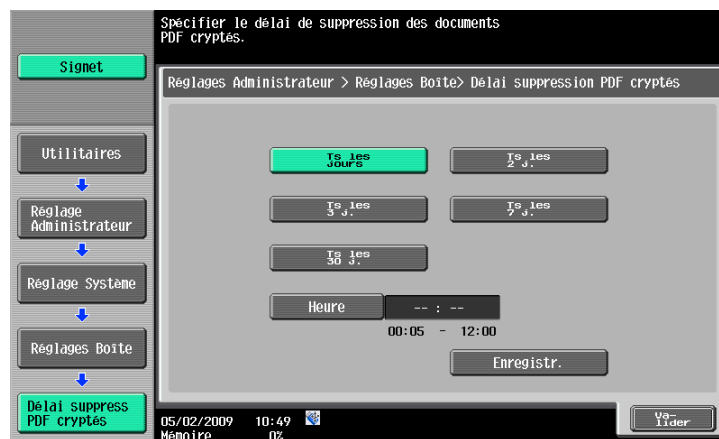 Spécifier le délai de suppression des documents
PDF cryptés.
Signet
Réglages Administrateur > Réglages Boîte> Délai suppression PDF cryptés
Utilitaires
Réglage
Administrateur
Réglage Système
Réglages Boîte
Délai suppress
PDF cryptés
Ts les
Jours
Ts les
2 J.
Ts les
3 J.
Ts les
7 J.
Ts les
30 J.
Heure
-- : --
00:05 - 12:00
Enregistr.
05/02/2009 10:49
Mémoire 0%
Va-
lider